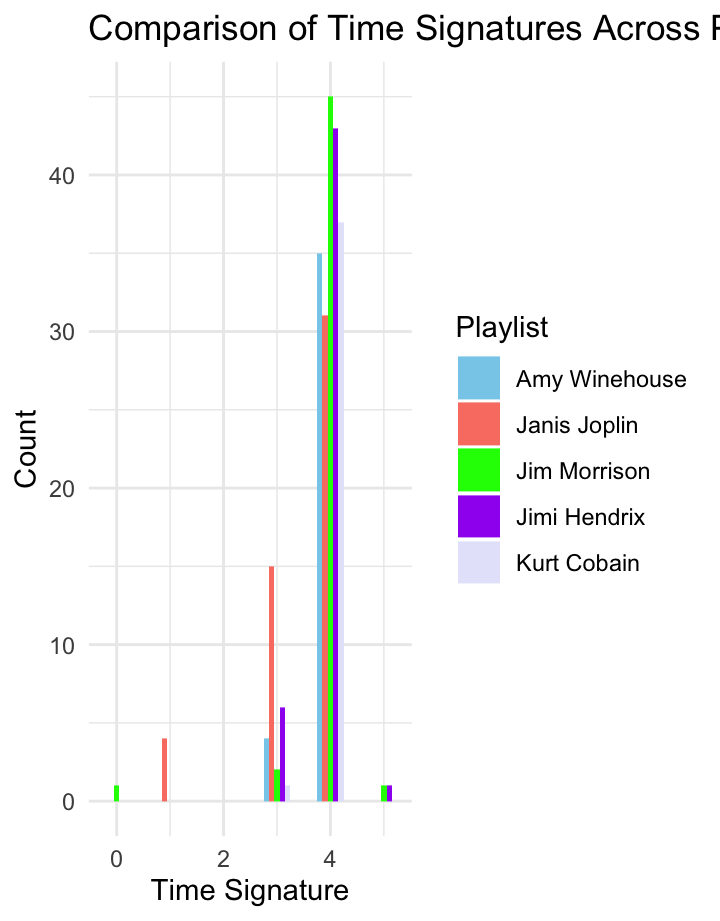 Comparison of Time Signatures Across
Count
40
30
20
10
0
0 2 4
Time Signature
Playlist
Amy Winehouse
Janis Joplin
Jim Morrison
Jimi Hendrix
Kurt Cobain